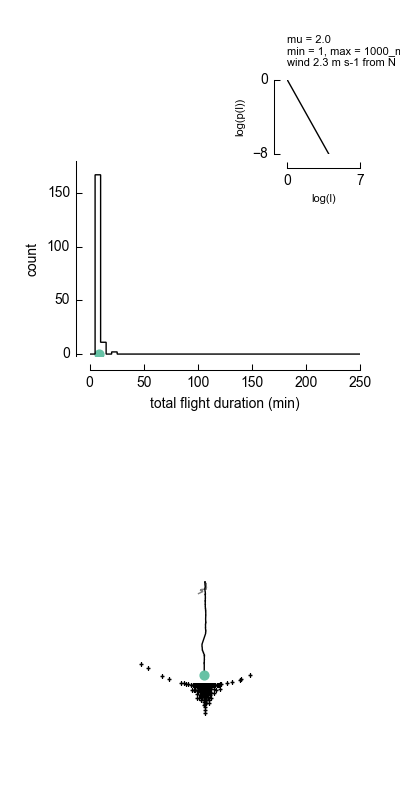 mu = 2.0
min = 1, max = 1000_m
wind 2.3 m s-1 from N
0
−8
log(p(l))
0 7
log(l)
150
100
50
0
count
0 50 100 150 200 250
total flight duration (min)